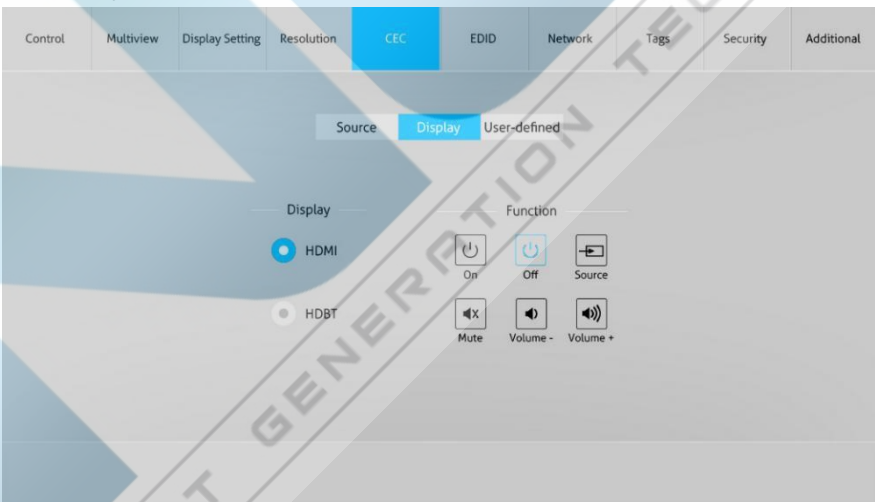 Control Multiview Display Setting Resolution CEC EDID Network Tags Security Additional
Source Display User-defined
Display Function
HDMI
On Off Source
HDBT
Mute Volume - Volume +
GENERATION